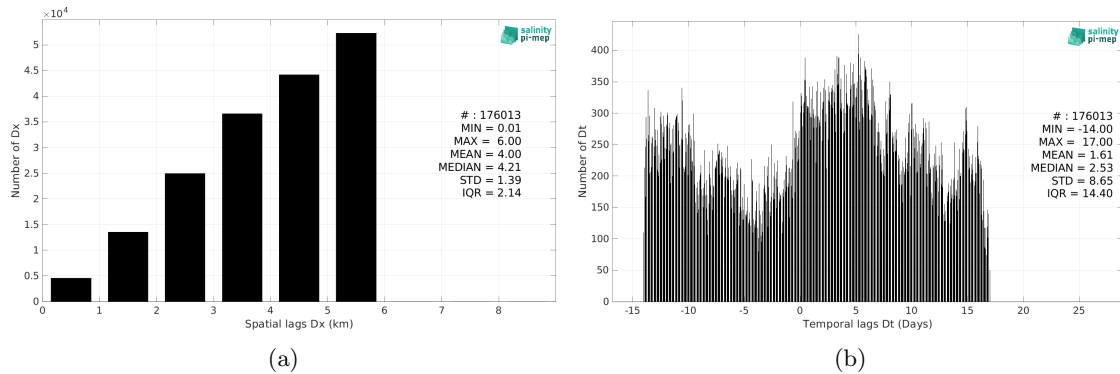 ×10⁴
5
4.5
4
3.5
3
2.5
2
1.5
1
0.5
0
Number of Dx
0 1 2 3 4 5 6 7 8
Spatial lags Dx (km)
salinity
pi-mep
# : 176013
MIN = 0.01
MAX = 6.00
MEAN = 4.00
MEDIAN = 4.21
STD = 1.39
IQR = 2.14
(a)
400
350
300
250
200
150
100
50
0
Number of Dt
-15 -10 -5 0 5 10 15 20 25
Temporal lags Dt (Days)
salinity
pi-mep
# : 176013
MIN = -14.00
MAX = 17.00
MEAN = 1.61
MEDIAN = 2.53
STD = 8.65
IQR = 14.40
(b)